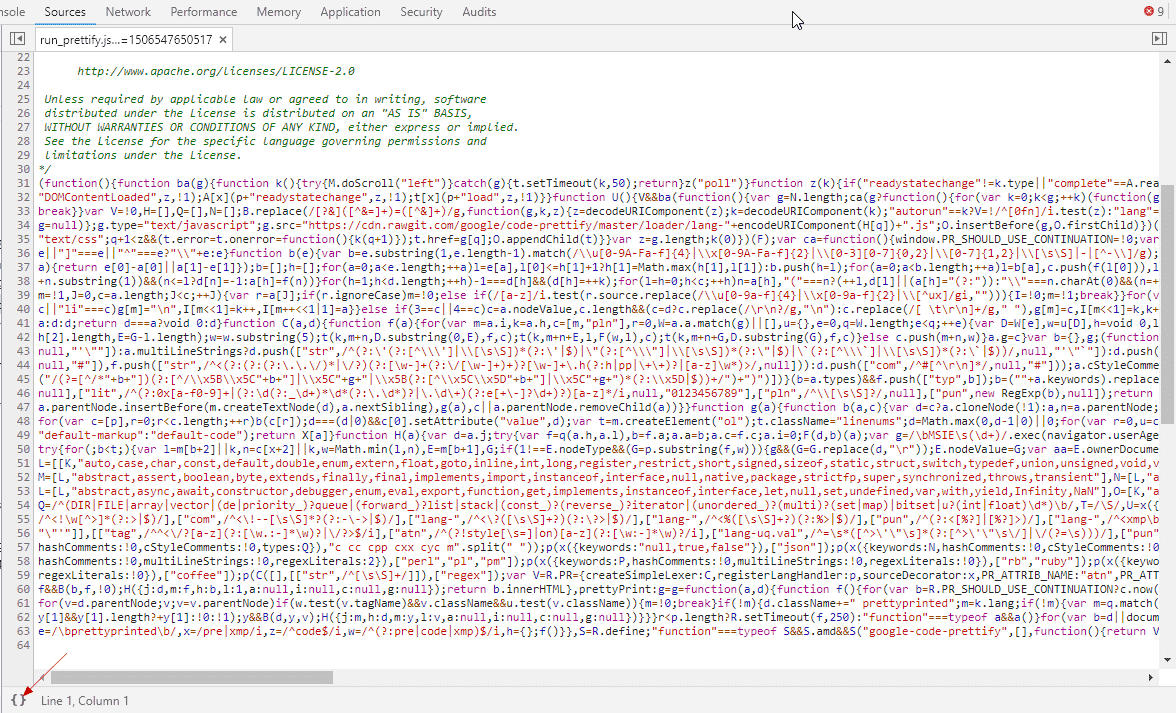 nsole Sources Network Performance Memory Application Security Audits 9
run_prettify.js...=1506547650517 ×
22
23 http://www.apache.org/licenses/LICENSE-2.0
24
25 Unless required by applicable law or agreed to in writing, software
26 distributed under the License is distributed on an "AS IS" BASIS,
27 WITHOUT WARRANTIES OR CONDITIONS OF ANY KIND, either express or implied.
28 See the License for the specific language governing permissions and
29 limitations under the License.
30 */
31 (function(){function ba(g){function k(){try{M.doScroll("left")}catch(g){t.setTimeout(k,50);return}z("poll")}function z(k){if("readystatechange"!=k.type||"complete"==A.rea
32 "DOMContentLoaded",z,!1);A[x](p+"readystatechange",z,!1);t[x](p+"load",z,!1)}}function U(){V&&ba(function(){var g=N.length;ca(g?function(){for(var k=0;k<g;++k)(function(g
33 break}}var V=!0,H=[],Q=[],N=[];B.replace(/[?&]([^&=]+)=([^&]+)/g,function(g,k,z){z=decodeURIComponent(z);k=decodeURIComponent(k);"autorun"==k?V=!/^[0fn]/i.test(z):"lang"=
34 g=null)};g.type="text/javascript";g.src="https://cdn.rawgit.com/google/code-prettify/master/loader/lang-"+encodeURIComponent(H[q])+".js";O.insertBefore(g,O.firstChild)})(
35 "text/css";q+1<z&&(t.error=t.onerror=function(){k(q+1)});t.href=g[q];O.appendChild(t)}}var z=g.length;k(0)})(F);var ca=function(){window.PR_SHOULD_USE_CONTINUATION=!0;var
36 e||"]"===e||"^"===e?"\\"+e:e}function b(e){var b=e.substring(1,e.length-1).match(/\\u[0-9A-Fa-f]{4}|\\x[0-9A-Fa-f]{2}|\\[0-3][0-7]{0,2}|\\[0-7]{1,2}|\\[\s\S]|-|[^-\\]/g);
37 a){return e[0]-a[0]||a[1]-e[1]});b=[];h=[];for(a=0;a<e.length;++a)l=e[a],l[0]<=h[1]+1?h[1]=Math.max(h[1],l[1]):b.push(h=l);for(a=0;a<b.length;++a)l=b[a],c.push(f(l[0])),l
38 +n.substring(1))&&(n<=l?d[n]=-1:a[h]=f(n))}for(h=1;h<d.length;++h)-1===d[h]&&(d[h]=++k);for(l=h=0;h<c;++h)n=a[h],"("===n?(++l,d[l]||(a[h]="(?:")):"\\"===n.charAt(0)&&(n=+
39 m=!1,J=0,c=a.length;J<c;++J){var r=a[J];if(r.ignoreCase)m=!0;else if(/[a-z]/i.test(r.source.replace(/\\u[0-9a-f]{4}|\\x[0-9a-f]{2}|\\[^ux]/gi,""))){I=!0;m=!1;break}}for(v
40 c||"li"===c)g[m]="\n",I[m<<1]=k++,I[m++<<1|1]=a}}else if(3==c||4==c)c=a.nodeValue,c.length&&(c=d?c.replace(/\r\n?/g,"\n"):c.replace(/[ \t\r\n]+/g," "),g[m]=c,I[m<<1]=k,k+
41 a:d:d;return d===a?void 0:d}function C(a,d){function f(a){for(var m=a.i,k=a.h,c=[m,"pln"],r=0,W=a.a.match(g)||[],u={},e=0,q=W.length;e<q;++e){var D=W[e],w=u[D],h=void 0,l
42 h[2].length,E=G-l.length);w=w.substring(5);t(k,m+n,D.substring(0,E),f,c);t(k,m+n+E,l,F(w,l),c);t(k,m+n+G,D.substring(G),f,c)}else c.push(m+n,w)}a.g=c}var b={},g;(function
43 null,"'\""]):a.multiLineStrings?d.push(["str",/^(?:\'(?:[^\\\']|\\[\s\S])*(?:\'|$)|\"(?:[^\\\"]|\\[\s\S])*(?:\"|$)|\`(?:[^\\\`]|\\[\s\S])*(?:\`|$))/,null,"'\"`"]):d.push(
44 null,"#"]),f.push(["str",/^<(?:(?:(?:\.\.\/)*|\/?)(?:[\w-]+(?:\/[\w-]+)+)?[\w-]+\.h(?:h|pp|\+\+)?|[a-z]\w*)>/,null])):d.push(["com",/^#[^\r\n]*/,null,"#"]));a.cStyleComme
45 ("/(?=[^/*"+b+"])(?:[^/\\x5B\\x5C"+b+"]|\\x5C"+g+"|\\x5B(?:[^\\x5C\\x5D"+b+"]|\\x5C"+g+")*(?:\\x5D|$))+/")+")")])}(b=a.types)&&f.push(["typ",b]);b=(""+a.keywords).replace
46 null],["lit",/^(?:0x[a-f0-9]+|(?:\d(?:_\d+)*\d*(?:\.\d*)?|\.\d\+)(?:e[+\-]?\d+)?)[a-z]*/i,null,"0123456789"],["pln",/^\\[\s\S]?/,null],["pun",new RegExp(b),null]);return
47 a.parentNode.insertBefore(m.createTextNode(d),a.nextSibling),g(a),c||a.parentNode.removeChild(a))}}function g(a){function b(a,c){var d=c?a.cloneNode(!1):a,n=a.parentNode;
48 for(var c=[p],r=0;r<c.length;++r)b(c[r]);d===(d|0)&&c[0].setAttribute("value",d);var t=m.createElement("ol");t.className="linenums";d=Math.max(0,d-1|0)||0;for(var r=0,u=c
49 "default-markup":"default-code");return X[a]}function H(a){var d=a.j;try{var f=q(a.h,a.l),b=f.a;a.a=b;a.c=f.c;a.i=0;F(d,b)(a);var g=/\bMSIE\s(\d+)/.exec(navigator.userAge
50 try{for(;b<t;){var l=m[b+2]||k,n=c[x+2]||k,w=Math.min(l,n),E=m[b+1],G;if(1!==E.nodeType&&(G=p.substring(f,w))){g&&(G=G.replace(d,"\r"));E.nodeValue=G;var aa=E.ownerDocume
51 L=[[K,"auto,case,char,const,default,double,enum,extern,float,goto,inline,int,long,register,restrict,short,signed,sizeof,static,struct,switch,typedef,union,unsigned,void,v
52 M=[L,"abstract,assert,boolean,byte,extends,finally,final,implements,import,instanceof,interface,null,native,package,strictfp,super,synchronized,throws,transient"],N=[L,"a
53 L=[L,"abstract,async,await,constructor,debugger,enum,eval,export,function,get,implements,instanceof,interface,let,null,set,undefined,var,with,yield,Infinity,NaN"],O=[K,"a
54 Q=/^(DIR|FILE|array|vector|(de|priority_)?queue|(forward_)?list|stack|(const_)?(reverse_)?iterator|(unordered_)?(multi)?(set|map)|bitset|u?(int|float)\d*)\b/,T=/\S/,U=x({
55 /^<!\w[^>]*(?:>|$)/],["com",/^<\!--[\s\S]*?(?:-\->|$)/],["lang-",/^<\?([\s\S]+?)(?:\?>|$)/],["lang-",/^<%([\s\S]+?)(?:%>|$)/],["pun",/^(?:<[%?]|[%?]>)/],["lang-",/^<xmp\b
56 "\"'"]],[["tag",/^^<\/?[a-z](?:[\w.:-]*\w)?|\/?>$/i],["atn",/^(?!style[\s=]|on)[a-z](?:[\w:-]*\w)?/i],["lang-uq.val",/^=\s*([^>\'\"\s]*(?:[^>\'\"\s\/]|\/(?=\s)))/],["pun"
57 hashComments:!0,cStyleComments:!0,types:Q}),"c cc cpp cxx cyc m".split(" "));p(x({keywords:"null,true,false"}),["json"]);p(x({keywords:N,hashComments:!0,cStyleComments:!0
58 hashComments:!0,multiLineStrings:!0,regexLiterals:2}),["perl","pl","pm"]);p(x({keywords:P,hashComments:!0,multiLineStrings:!0,regexLiterals:!0}),["rb","ruby"]);p(x({keywo
59 regexLiterals:!0}),["coffee"]);p(C([],[["str",/^[\s\S]+/]]),["regex"]);var V=R.PR={createSimpleLexer:C,registerLangHandler:p,sourceDecorator:x,PR_ATTRIB_NAME:"atn",PR_ATT
60 f&&B(b,f,!0);H({j:d,m:f,h:b,l:1,a:null,i:null,c:null,g:null});return b.innerHTML},prettyPrint:g=g=function(a,d){function f(){for(var b=R.PR_SHOULD_USE_CONTINUATION?c.now(
61 for(v=d.parentNode;v;v=v.parentNode)if(w.test(v.tagName)&&v.className&&u.test(v.className)){m=!0;break}if(!m){d.className+=" prettyprinted";m=k.lang;if(!m){var m=q.match(
62 y[1]&&y[1].length?+y[1]:!0:!1);y&&B(d,y,v);H({j:m,h:d,m:y,l:v,a:null,i:null,c:null,g:null})}}}r<p.length?R.setTimeout(f,250):"function"===typeof a&&a()}for(var b=d||docum
63 e=/\bprettyprinted\b/,x=/pre|xmp/i,z=/^code$/i,w=/^(?:pre|code|xmp)$/i,h={};f()}},S=R.define;"function"===typeof S&&S.amd&&S("google-code-prettify",[],function(){return V
64
{} Line 1, Column 1